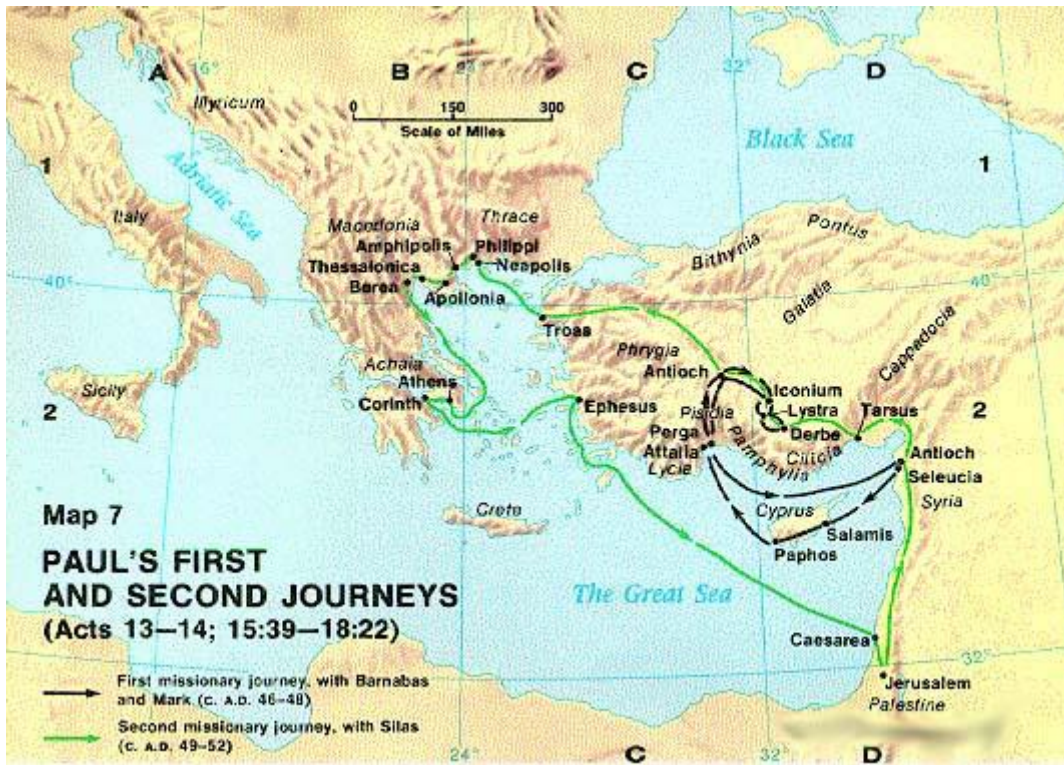 A
B
C
D
16°
24°
32°
Illyricum
0 150 300
Scale of Miles
Black Sea
1
1
Adriatic Sea
Italy
Macedonia
Thrace
Pontus
Bithynia
Amphipolis
Philippi
Thessalonica
Neapolis
Berea
Apollonia
40°
40°
Galatia
Troas
Cappadocia
Phrygia
Achaia
Antioch
Sicily
Athens
Iconium
2
Corinth
Ephesus
Pisidia
Lystra
Tarsus
2
Perga
Derbe
Attalia
Pamphylia
Cilicia
Antioch
Lycia
Seleucia
Crete
Cyprus
Syria
Map 7
Salamis
Paphos
PAUL'S FIRST
AND SECOND JOURNEYS
The Great Sea
(Acts 13–14; 15:39–18:22)
Caesarea
32°
First missionary journey, with Barnabas
and Mark (C. A.D. 46–48)
Jerusalem
Palestine
Second missionary journey, with Silas
(C. A.D. 49–52)
24°
C
32°
D